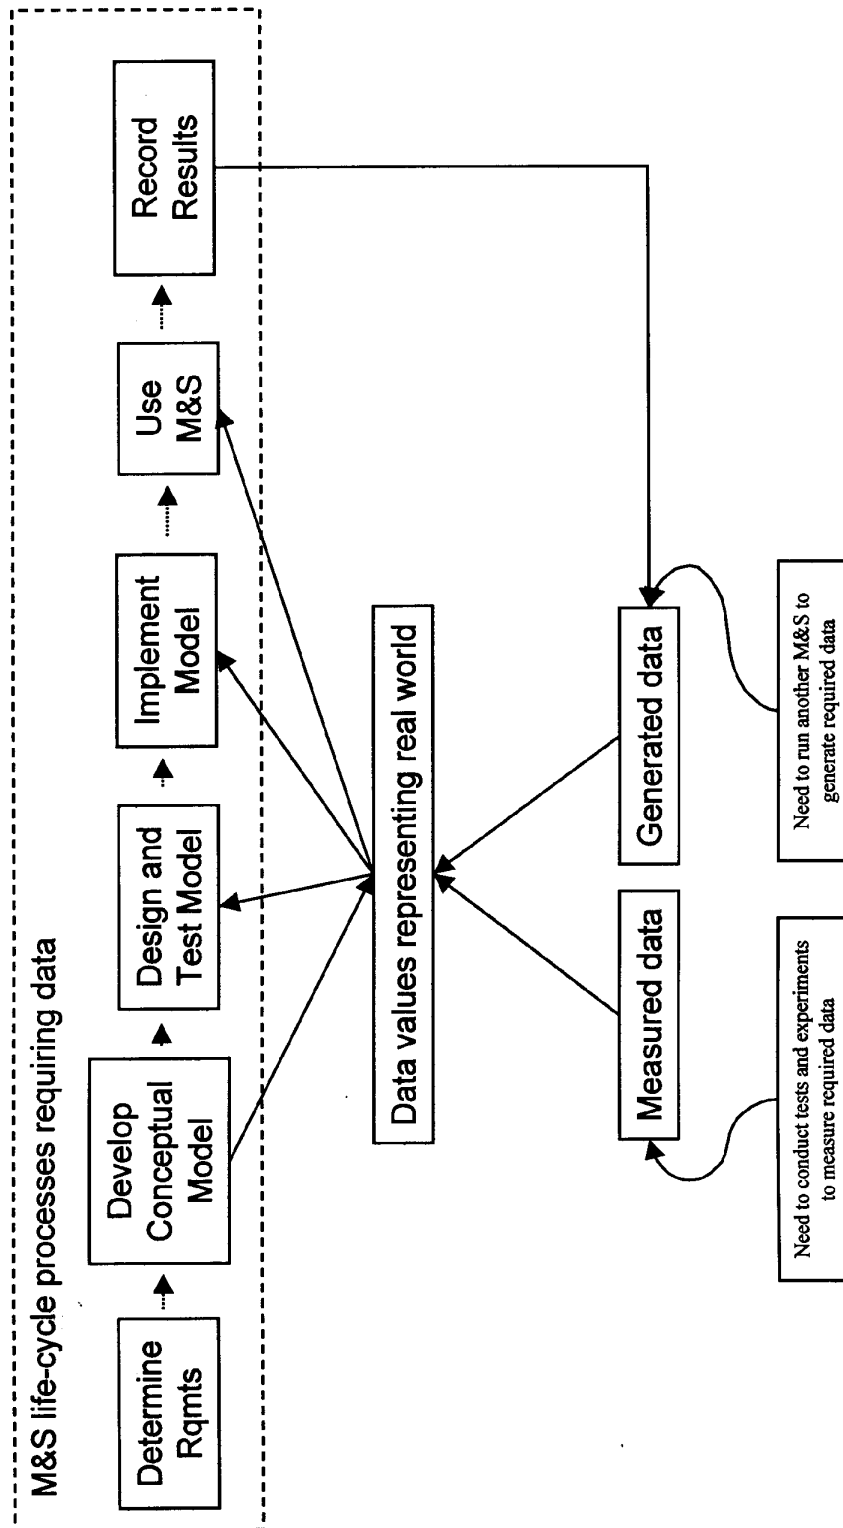 M&S life-cycle processes requiring data
Determine
Rqmts
Develop
Conceptual
Model
Design and
Test Model
Implement
Model
Use
M&S
Record
Results
Data values representing real world
Measured data
Generated data
Need to conduct tests and experiments
to measure required data
Need to run another M&S to
generate required data